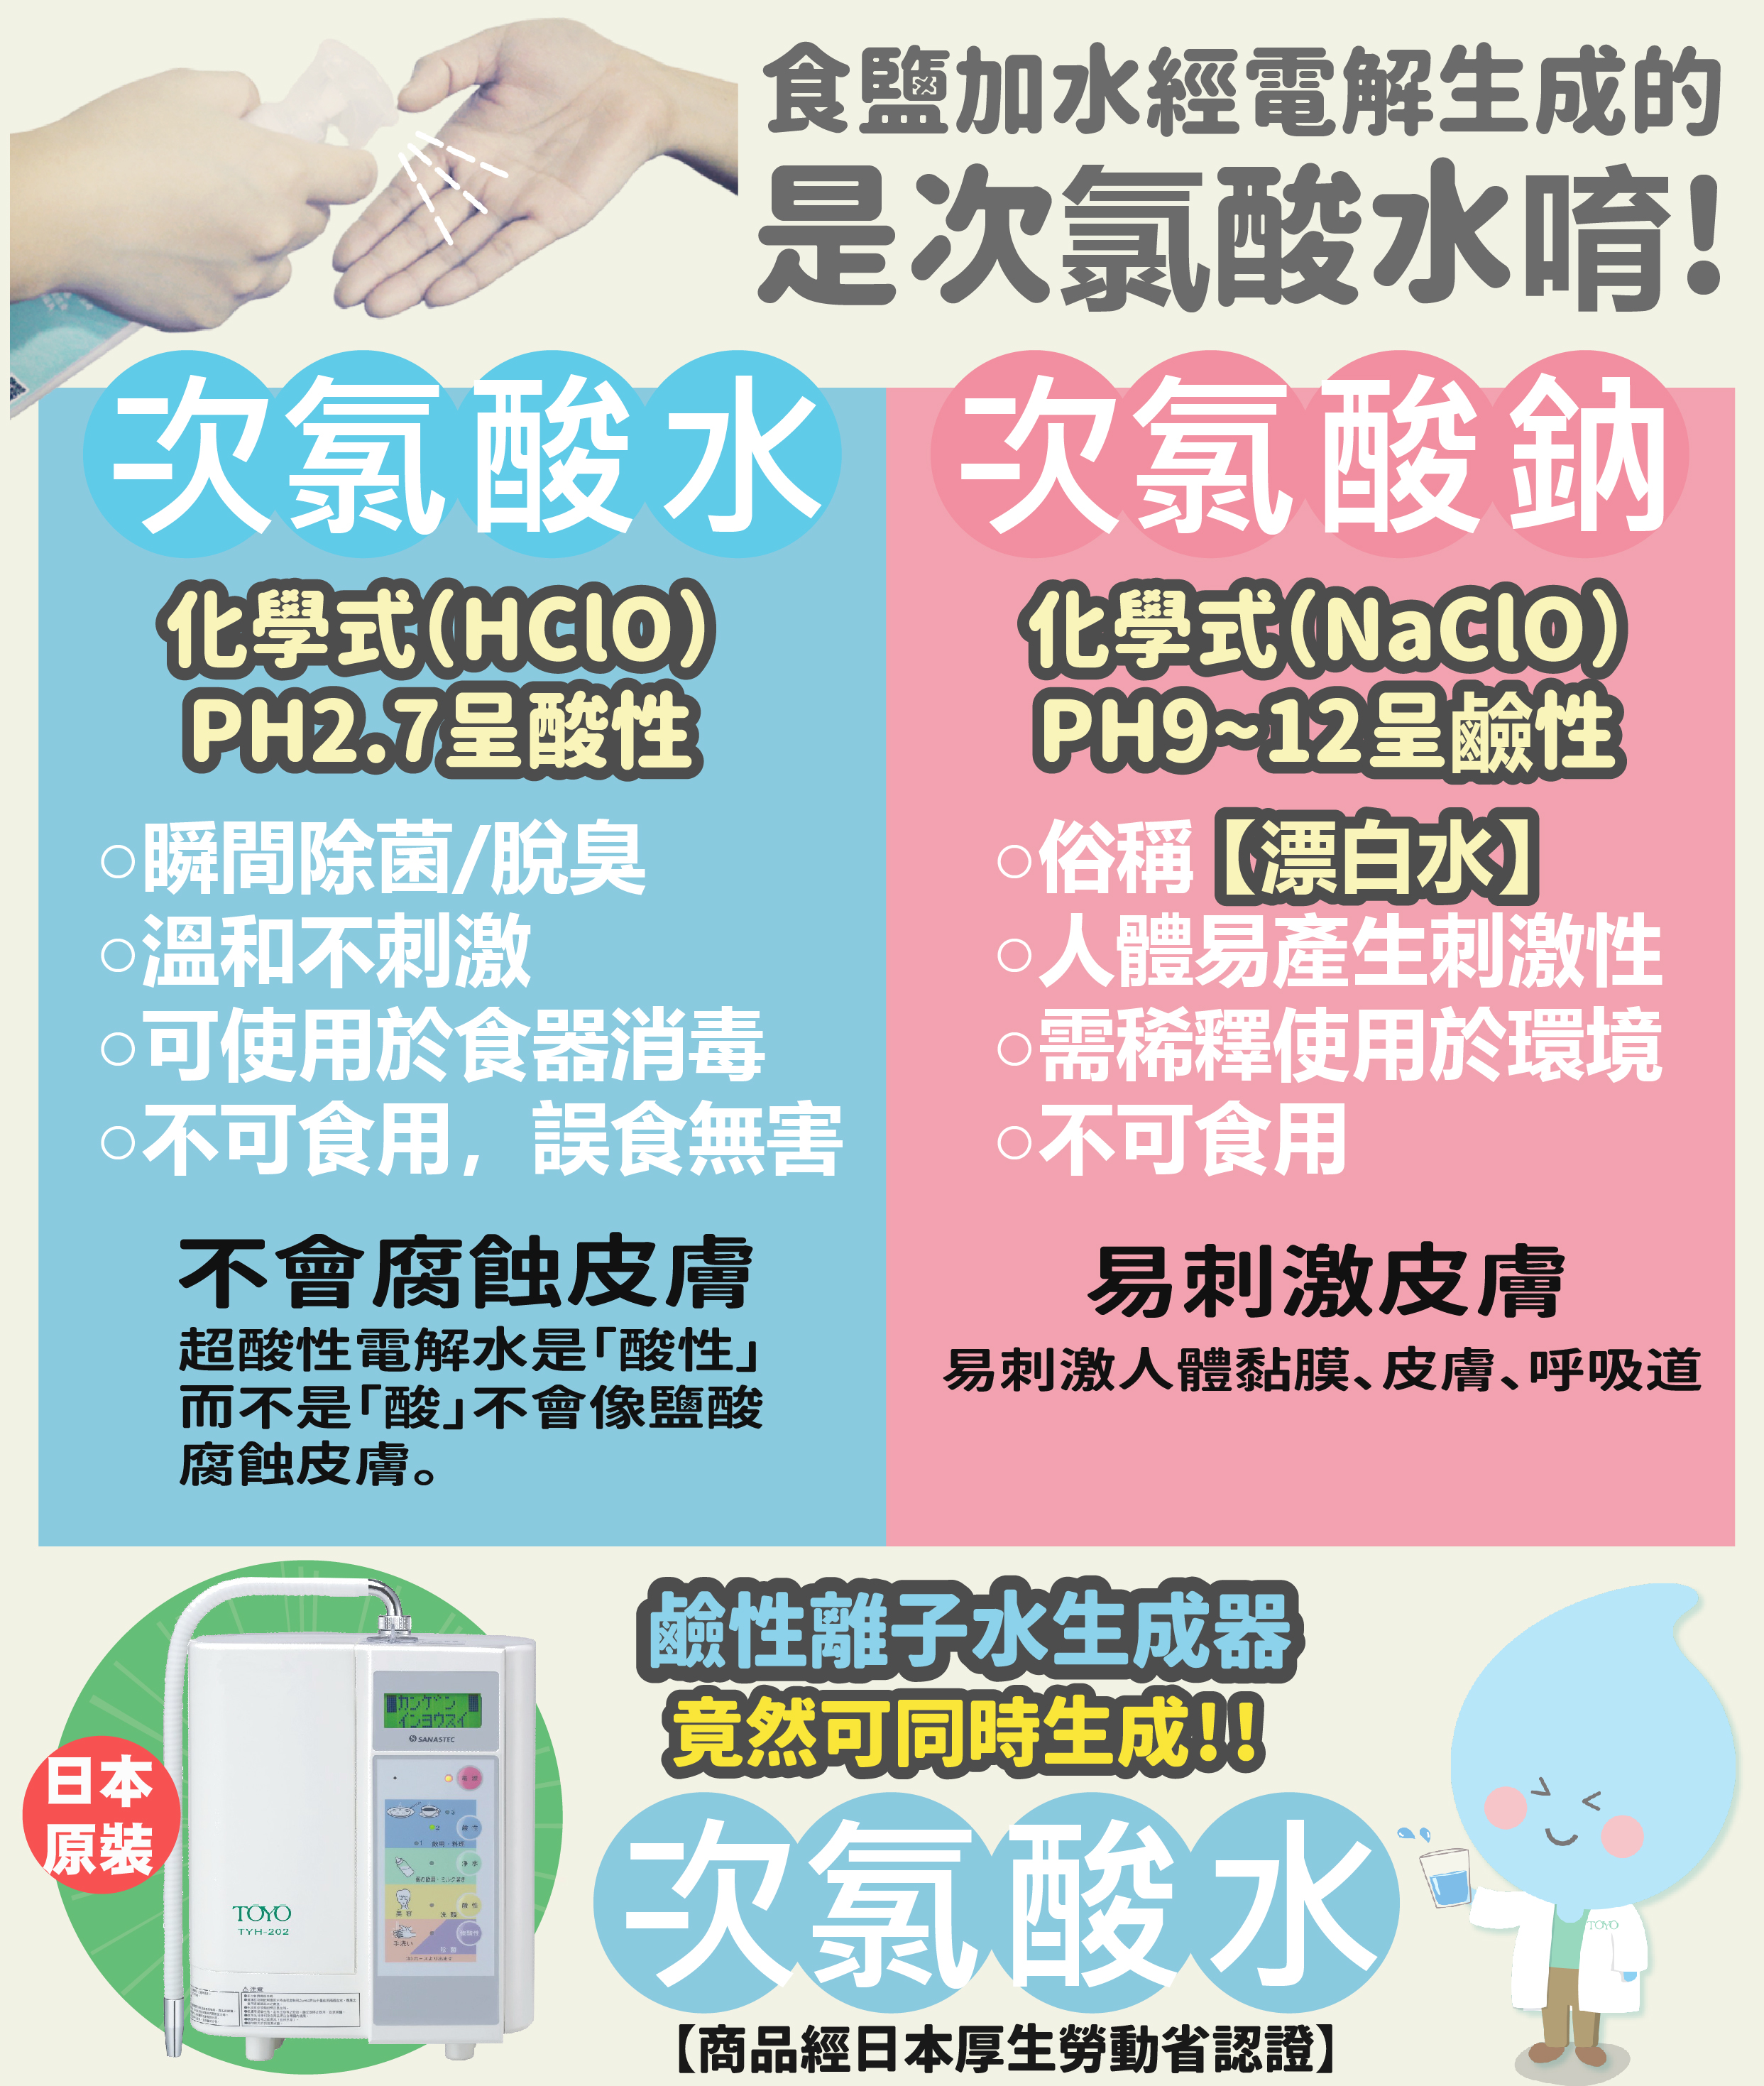 食鹽加水經電解生成的
是次氯酸水唷!
次氯酸水
化學式(HClO)
PH2.7呈酸性
○瞬間除菌/脫臭
○溫和不刺激
○可使用於食器消毒
○不可食用，誤食無害
不會腐蝕皮膚
超酸性電解水是「酸性」
而不是「酸」不會像鹽酸
腐蝕皮膚。
次氯酸鈉
化學式(NaClO)
PH9~12呈鹼性
○俗稱【漂白水】
○人體易產生刺激性
○需稀釋使用於環境
○不可食用
易刺激皮膚
易刺激人體黏膜、皮膚、呼吸道
日本
原裝
カンゲン
インヨウスイ
SANASTEC
TOYO
TYH-202
鹼性離子水生成器
竟然可同時生成!!
次氯酸水
【商品經日本厚生勞動省認證】
TOYO